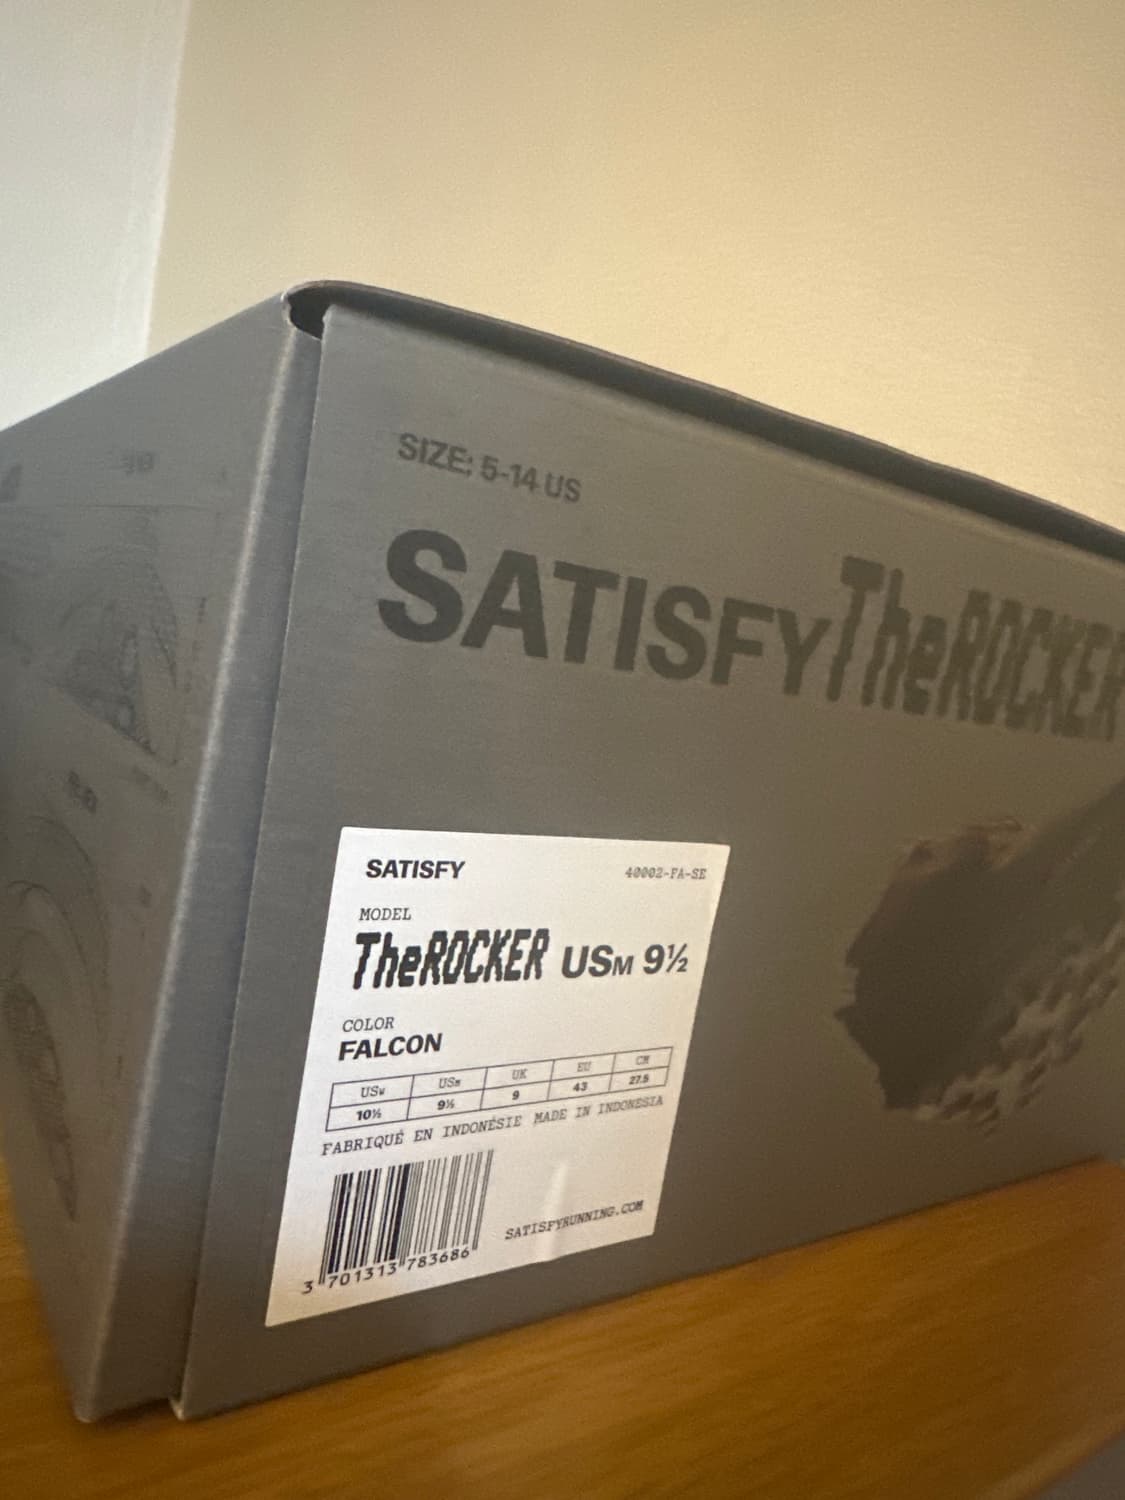 SIZE: 5-14 US
SATISFYTheROCKER
SATISFY
40002-FA-SE
MODEL
TheROCKER USM 9½
COLOR
FALCON
USW USM UK EU CM
10½ 9½ 9 43 27.5
FABRIQUÉ EN INDONÉSIE MADE IN INDONESIA
SATISFYRUNNING.COM
3 701313 783686